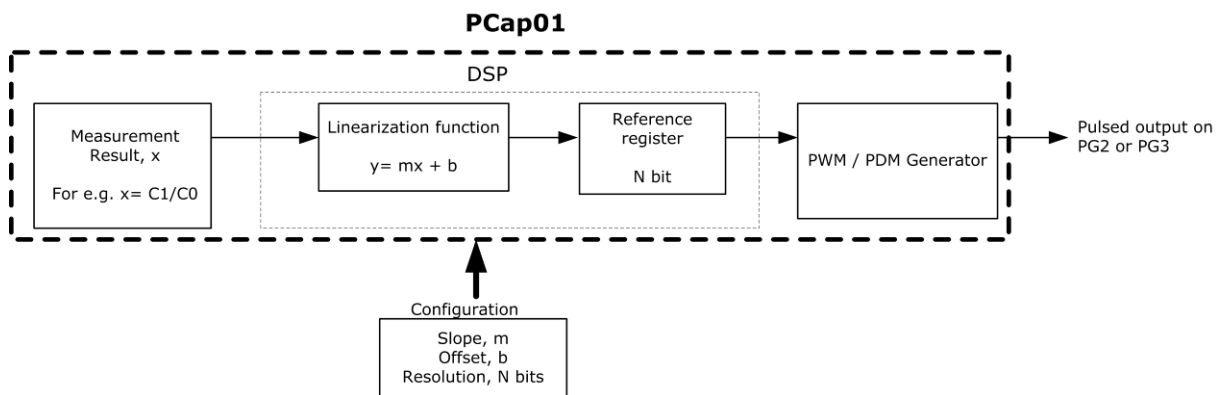 PCap01
DSP
Measurement
Result, x
For e.g. x= C1/C0
Linearization function
y= mx + b
Reference
register
N bit
PWM / PDM Generator
Pulsed output on
PG2 or PG3
Configuration
Slope, m
Offset, b
Resolution, N bits